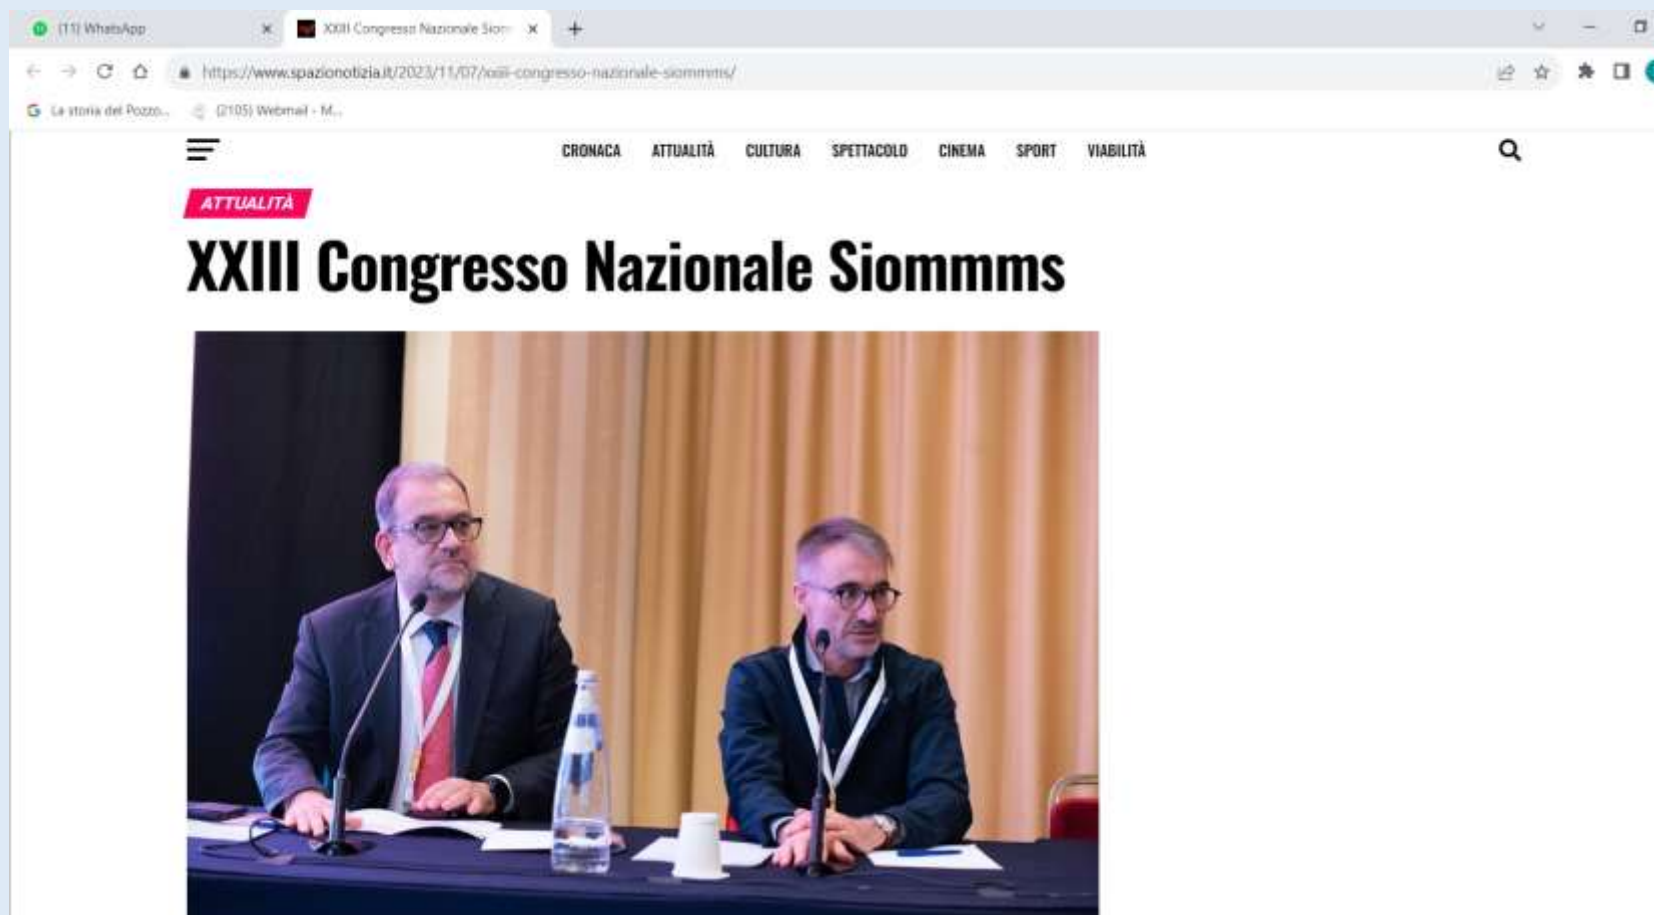 (11) WhatsApp
XXIII Congresso Nazionale Siom
https://www.spazionotizia.it/2023/11/07/xxiii-congresso-nazionale-siommms/
La storia del Pozzo...
(2105) Webmail - M...
CRONACA ATTUALITÀ CULTURA SPETTACOLO CINEMA SPORT VIABILITÀ
ATTUALITÀ
XXIII Congresso Nazionale Siommms